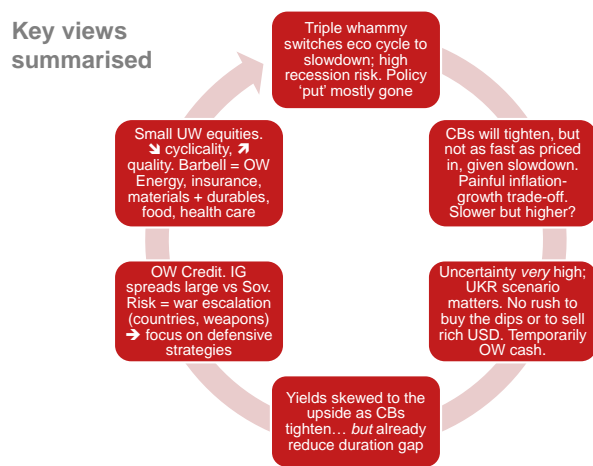 Key views
summarised
Triple whammy
switches eco cycle to
slowdown; high
recession risk. Policy
‘put’ mostly gone
CBs will tighten, but
not as fast as priced
in, given slowdown.
Painful inflation-
growth trade-off.
Slower but higher?
Uncertainty very high;
UKR scenario
matters. No rush to
buy the dips or to sell
rich USD. Temporarily
OW cash.
Yields skewed to the
upside as CBs
tighten… but already
reduce duration gap
OW Credit. IG
spreads large vs Sov.
Risk = war escalation
(countries, weapons)
➔ focus on defensive
strategies
Small UW equities.
➘ cyclicality, ➚
quality. Barbell = OW
Energy, insurance,
materials + durables,
food, health care